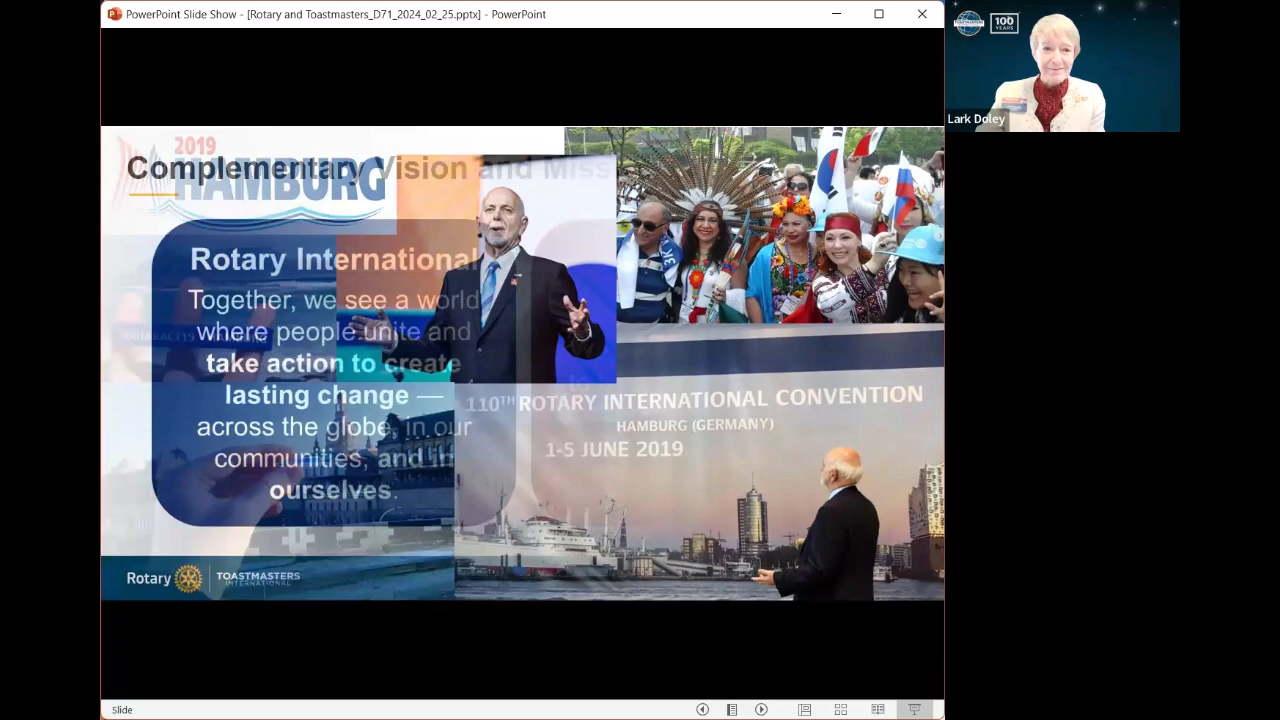 PowerPoint Slide Show - [Rotary and Toastmasters_D71_2024_02_25.pptx] - PowerPoint
TOASTMASTERS
100
YEARS
Lark Doley
2019
HAMBURG
Complementary Vision and Miss
Rotary International
Together, we see a world
where people unite and
take action to create
lasting change —
across the globe, in our
communities, and in
ourselves.
110TH ROTARY INTERNATIONAL CONVENTION
HAMBURG (GERMANY)
1-5 JUNE 2019
Rotary
TOASTMASTERS
INTERNATIONAL
Slide